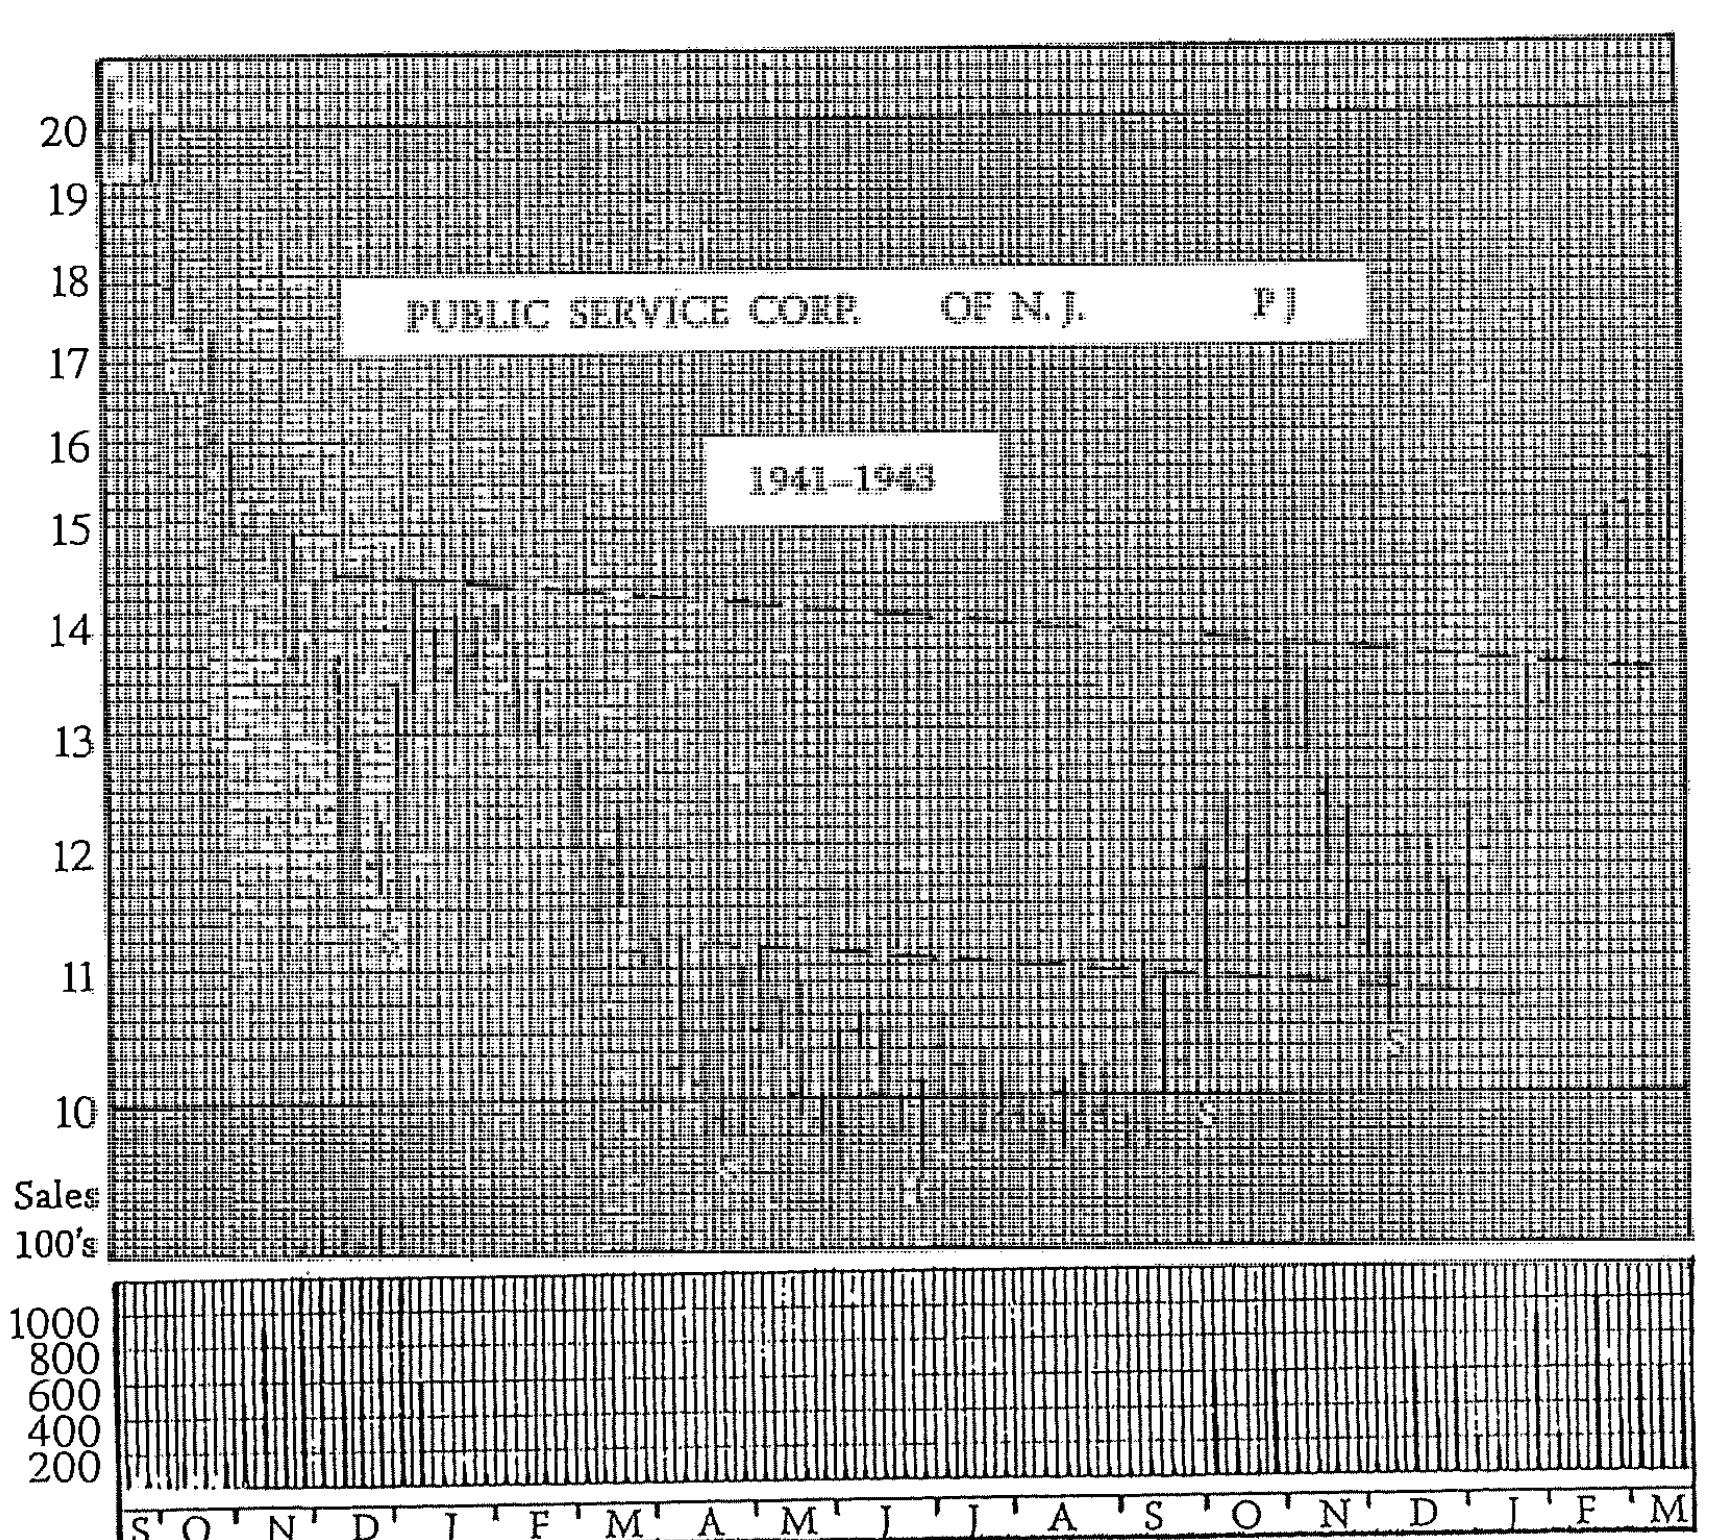 20
19
18
PUBLIC SERVICE CORP. OF N. J. P J
17
16
1941–1943
15
14
13
12
S
11
S
10
S
S
S
Sales
100's
1000
800
600
400
200
S O N D J F M A M J J A S O N D J F M